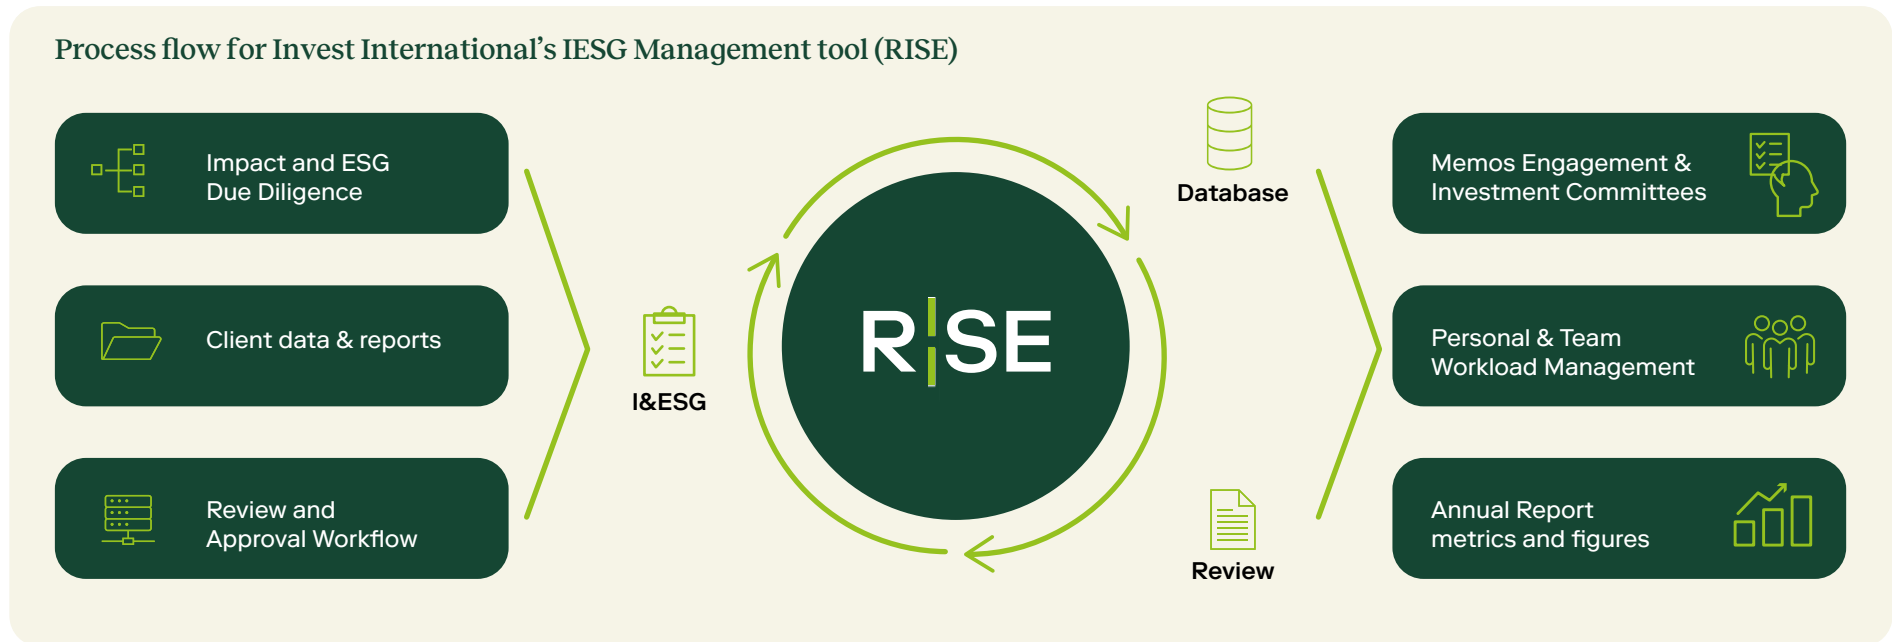 Process flow for Invest International’s IESG Management tool (RISE)
Impact and ESG
Due Diligence
Client data & reports
Review and
Approval Workflow
I&ESG
RISE
Database
Review
Memos Engagement &
Investment Committees
Personal & Team
Workload Management
Annual Report
metrics and figures